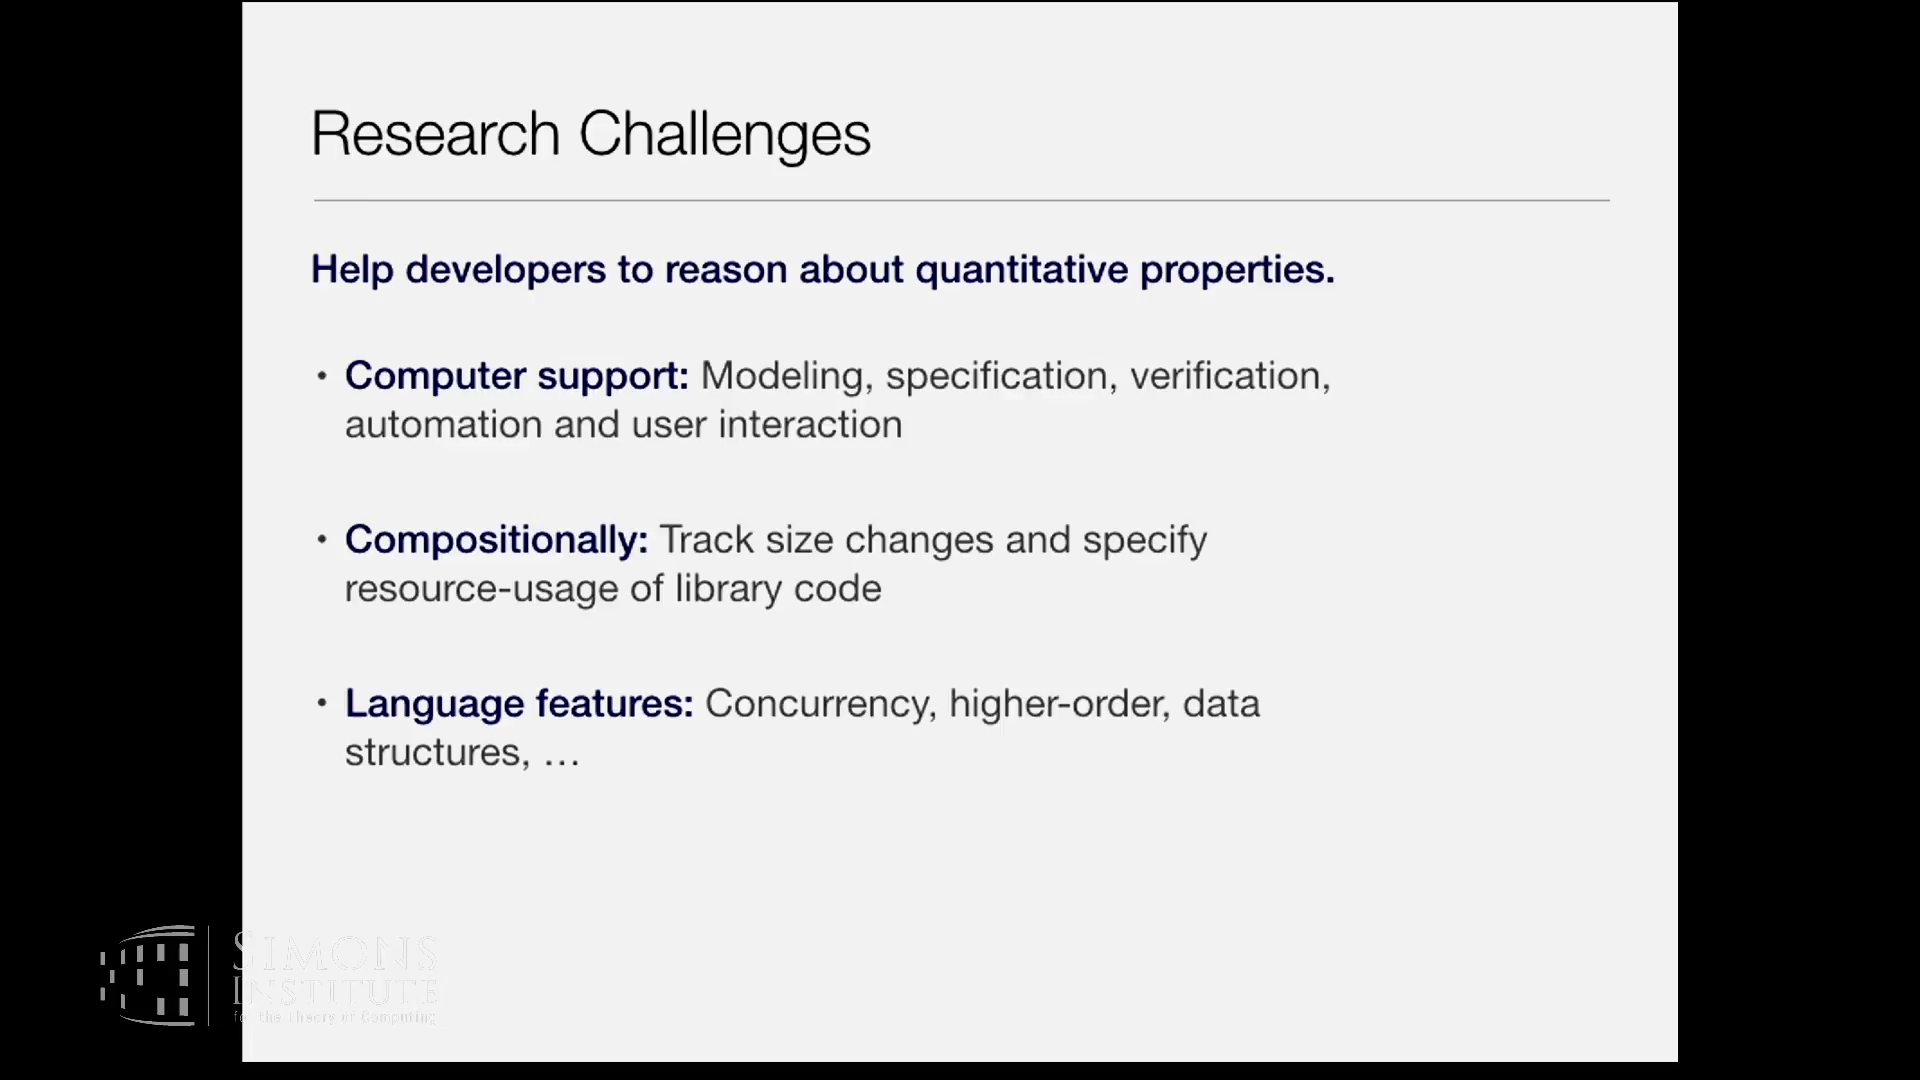 Research Challenges
Help developers to reason about quantitative properties.
• Computer support: Modeling, specification, verification,
automation and user interaction
• Compositionally: Track size changes and specify
resource-usage of library code
• Language features: Concurrency, higher-order, data
structures, …
SIMONS
INSTITUTE
for the Theory of Computing